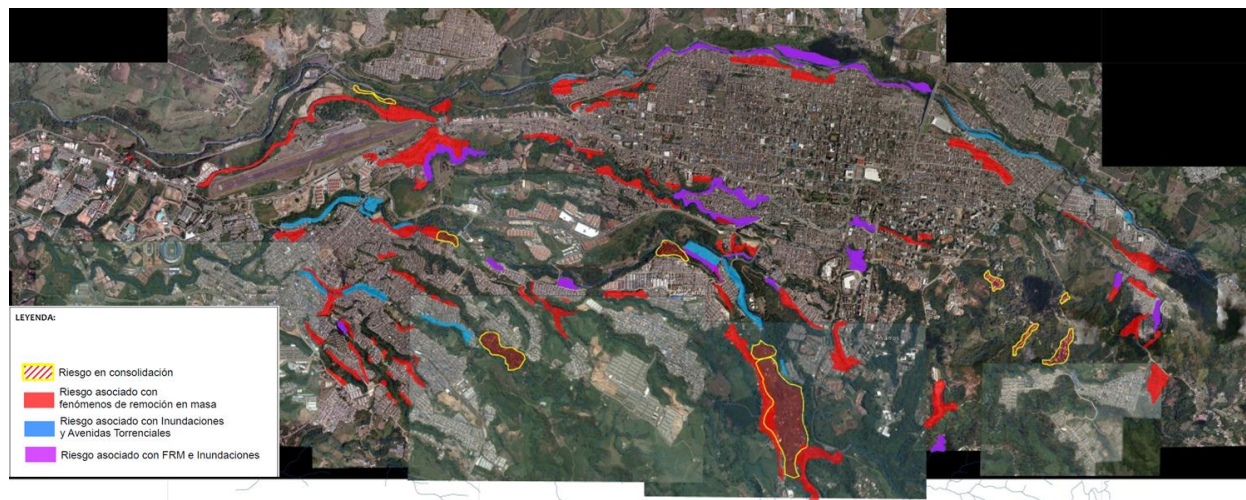 LEYENDA:
Riesgo en consolidación
Riesgo asociado con
fenómenos de remoción en masa
Riesgo asociado con Inundaciones
y Avenidas Torrenciales
Riesgo asociado con FRM e Inundaciones